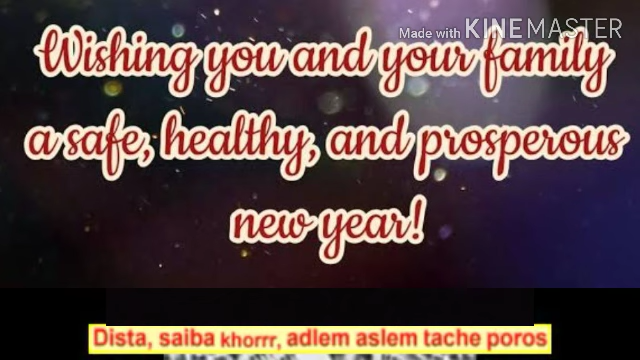 Made with KINEMASTER
Wishing you and your family
a safe, healthy, and prosperous
new year!
Dista, saiba khorrr, adlem aslem tache poros